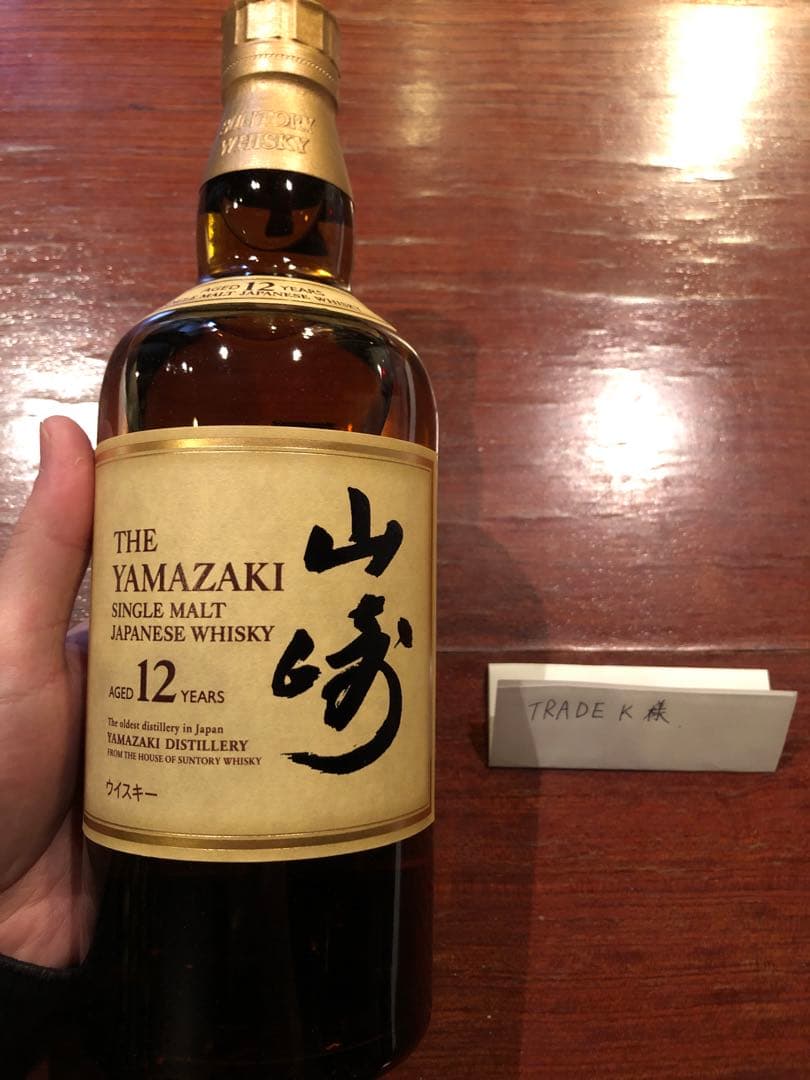 SUNTORY
WHISKY
AGED 12 YEARS
SINGLE MALT JAPANESE WHISKY
THE
YAMAZAKI
SINGLE MALT
JAPANESE WHISKY
AGED 12 YEARS
The oldest distillery in Japan
YAMAZAKI DISTILLERY
FROM THE HOUSE OF SUNTORY WHISKY
ウイスキー
山崎
TRADE K 様